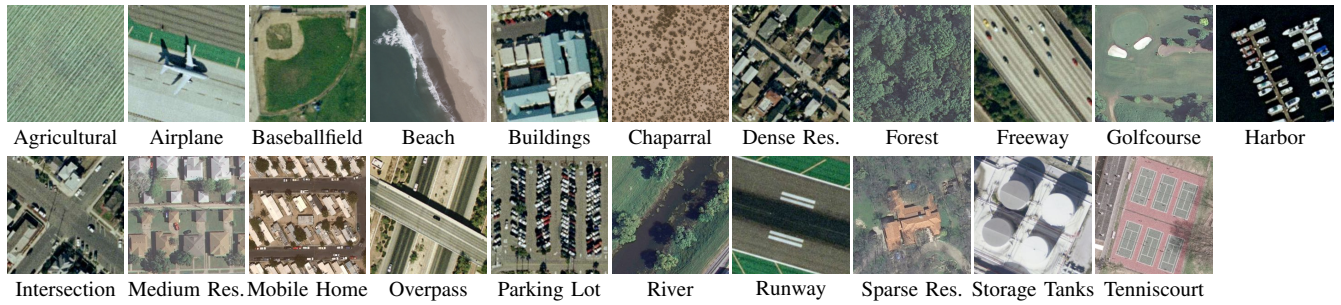 Agricultural Airplane Baseballfield Beach Buildings Chaparral Dense Res. Forest Freeway Golfcourse Harbor
Intersection Medium Res. Mobile Home Overpass Parking Lot River Runway Sparse Res. Storage Tanks Tenniscourt